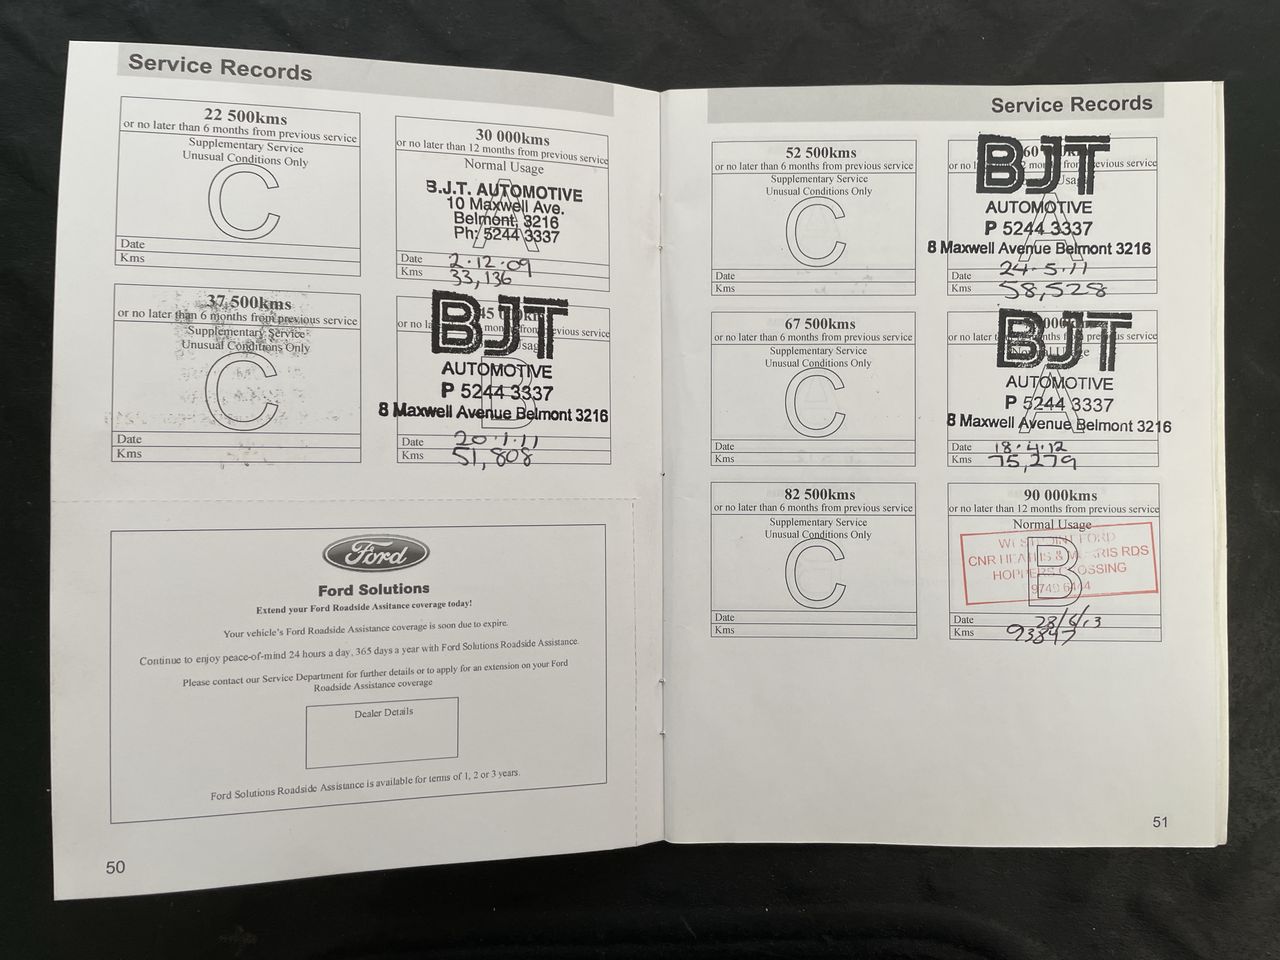 Service Records
22 500kms
or no later than 6 months from previous service
Supplementary Service
Unusual Conditions Only
C
Date
Kms
30 000kms
or no later than 12 months from previous service
Normal Usage
A
B.J.T. AUTOMOTIVE
10 Maxwell Ave.
Belmont, 3216
Ph: 5244 3337
Date 2.12.09
Kms 33,136
37 500kms
or no later than 6 months from previous service
Supplementary Service
Unusual Conditions Only
C
Date
Kms
BJT
AUTOMOTIVE
P 5244 3337
8 Maxwell Avenue Belmont 3216
B
Date 20.1.11
Kms 51,808
Ford
Ford Solutions
Extend your Ford Roadside Assitance coverage today!
Your vehicle's Ford Roadside Assistance coverage is soon due to expire.
Continue to enjoy peace-of-mind 24 hours a day, 365 days a year with Ford Solutions Roadside Assistance.
Please contact our Service Department for further details or to apply for an extension on your Ford
Roadside Assistance coverage
Dealer Details
Ford Solutions Roadside Assistance is available for terms of 1, 2 or 3 years.
50
Service Records
52 500kms
or no later than 6 months from previous service
Supplementary Service
Unusual Conditions Only
C
Date
Kms
BJT
AUTOMOTIVE
P 5244 3337
8 Maxwell Avenue Belmont 3216
A
Date 24.5.11
Kms 58,528
67 500kms
or no later than 6 months from previous service
Supplementary Service
Unusual Conditions Only
C
Date
Kms
BJT
AUTOMOTIVE
P 5244 3337
8 Maxwell Avenue Belmont 3216
A
Date 18.4.12
Kms 75,279
82 500kms
or no later than 6 months from previous service
Supplementary Service
Unusual Conditions Only
C
Date
Kms
90 000kms
or no later than 12 months from previous service
Normal Usage
B
FORD
CNR & RDS
HOPPERS CROSSING
Date 28/6/13
Kms 93847
51